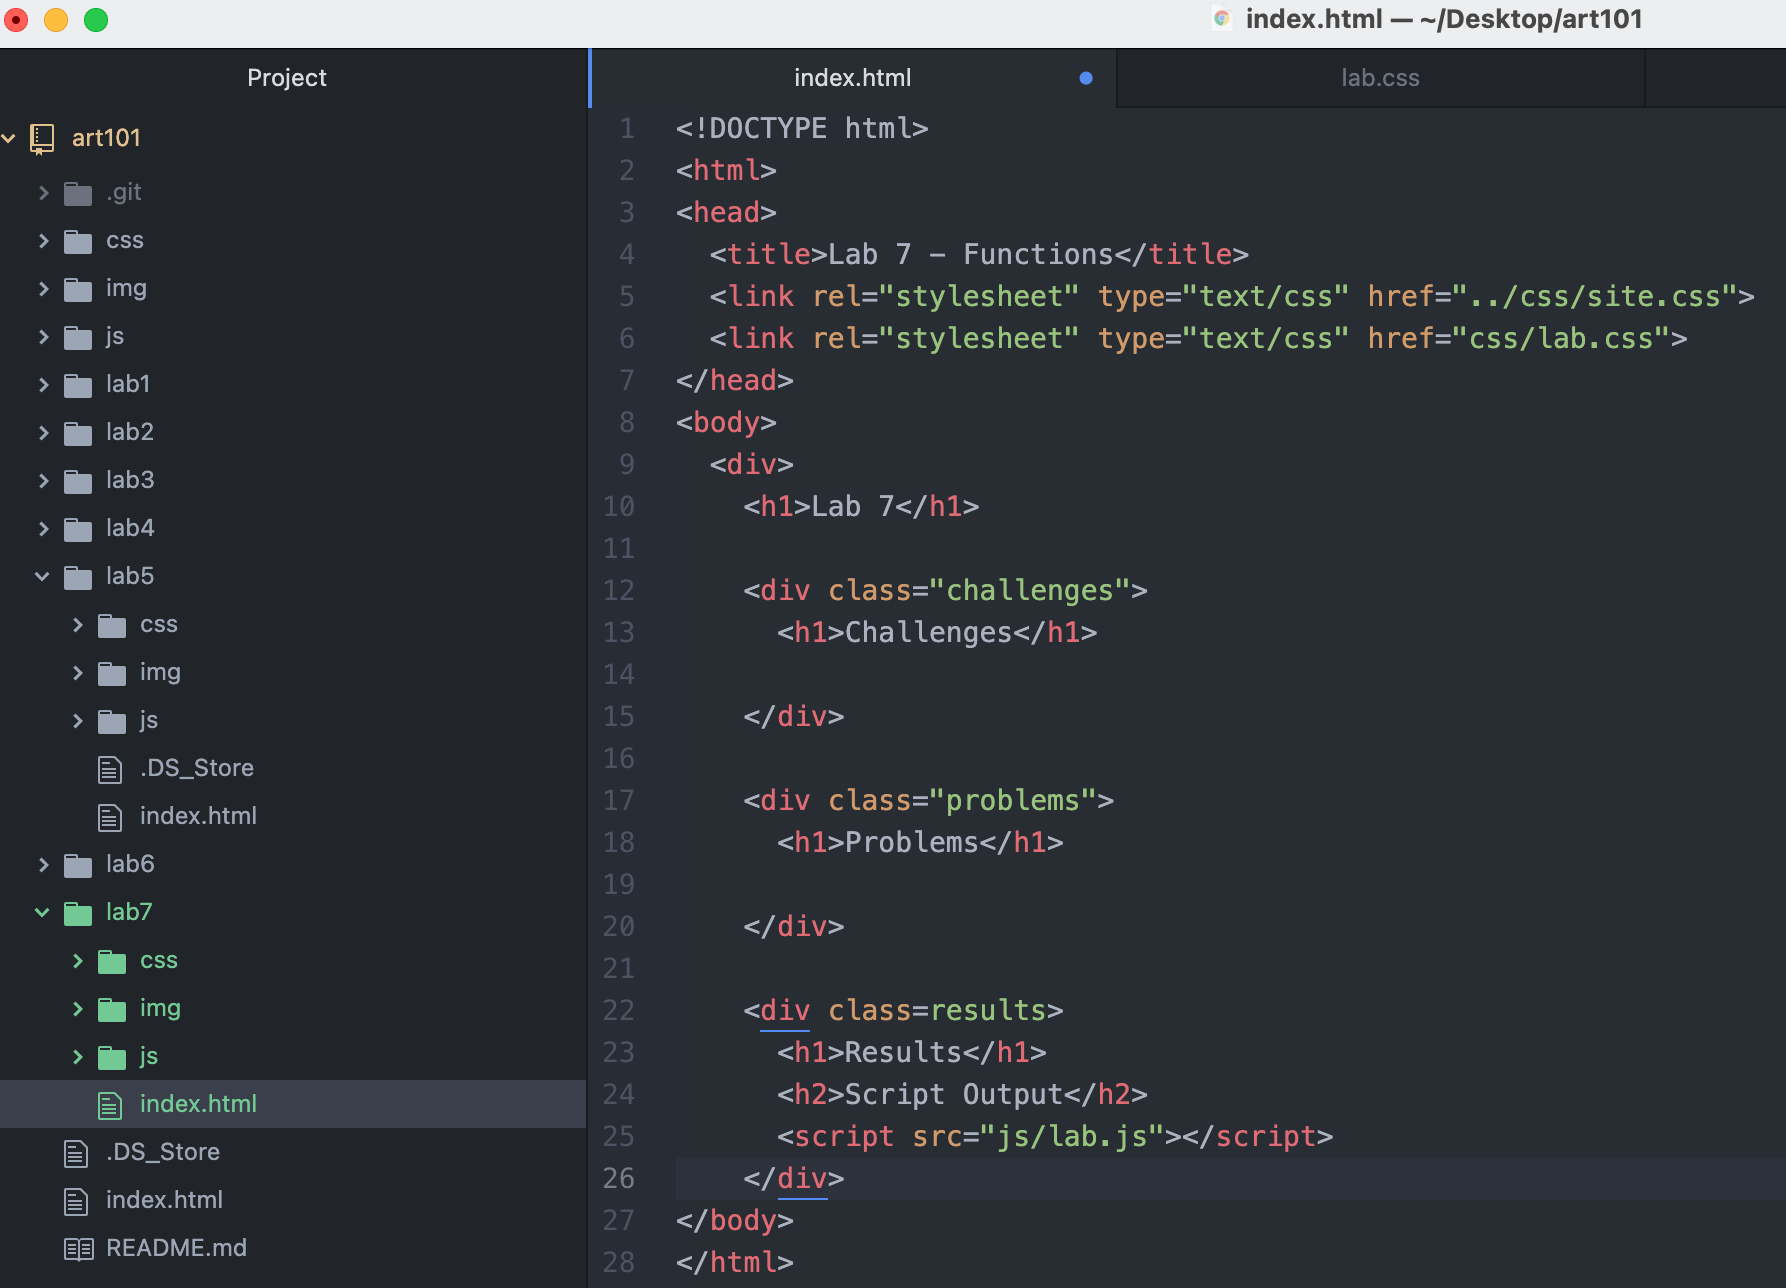 index.html — ~/Desktop/art101
Project
art101
.git
css
img
js
lab1
lab2
lab3
lab4
lab5
css
img
js
.DS_Store
index.html
lab6
lab7
css
img
js
index.html
.DS_Store
index.html
README.md
index.html
lab.css
1 <!DOCTYPE html>
2 <html>
3 <head>
4   <title>Lab 7 - Functions</title>
5   <link rel="stylesheet" type="text/css" href="../css/site.css">
6   <link rel="stylesheet" type="text/css" href="css/lab.css">
7 </head>
8 <body>
9   <div>
10     <h1>Lab 7</h1>
11
12     <div class="challenges">
13       <h1>Challenges</h1>
14
15     </div>
16
17     <div class="problems">
18       <h1>Problems</h1>
19
20     </div>
21
22     <div class=results>
23       <h1>Results</h1>
24       <h2>Script Output</h2>
25       <script src="js/lab.js"></script>
26     </div>
27 </body>
28 </html>